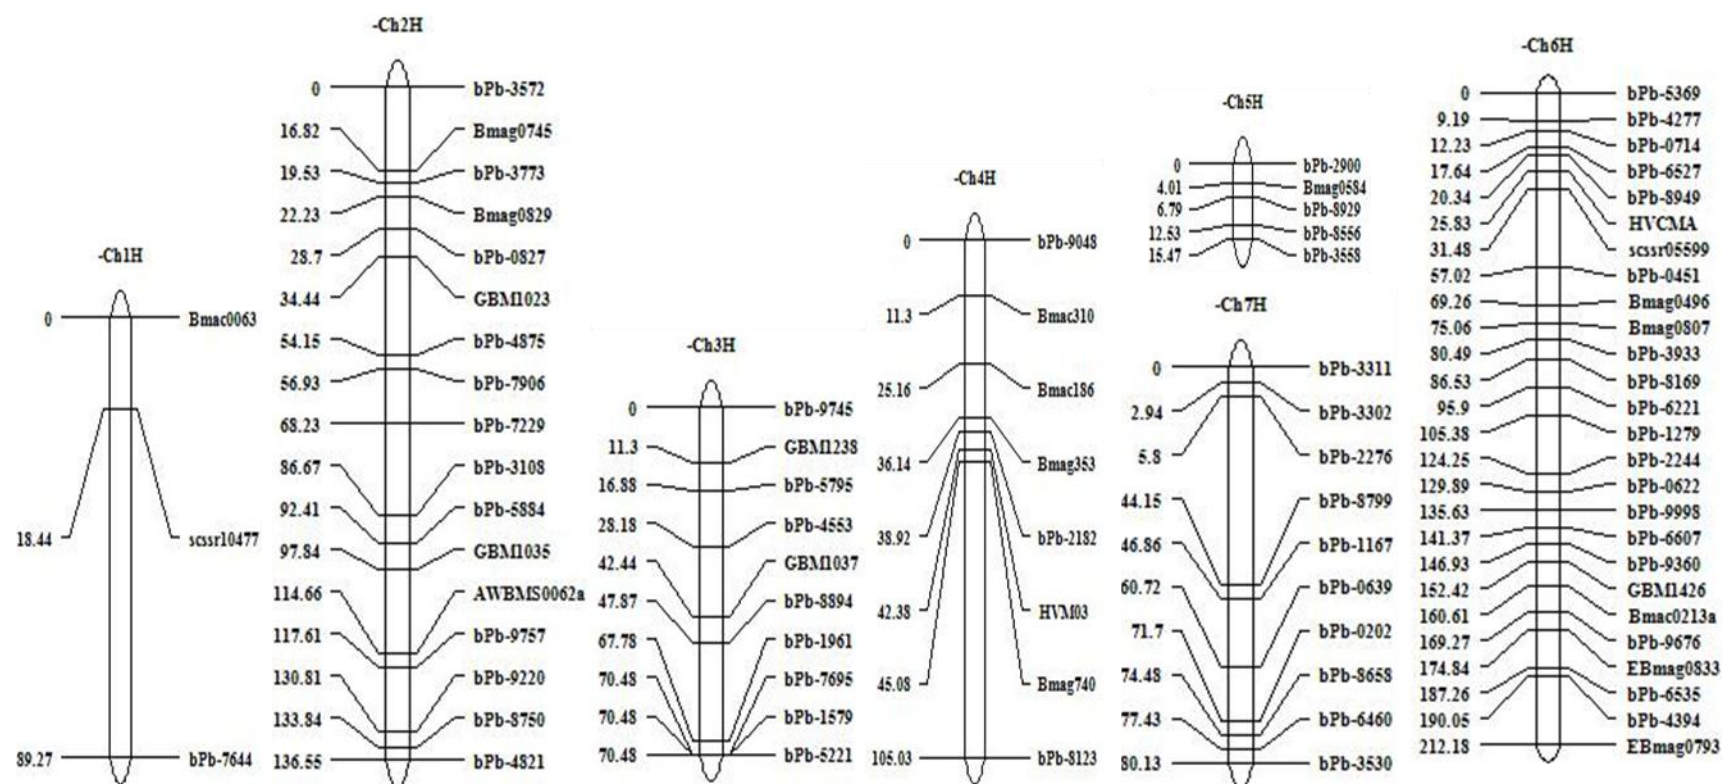 -Ch1H
0 Bmac0063
18.44 scssr10477
89.27 bPb-7644
-Ch2H
0 bPb-3572
16.82 Bmag0745
19.53 bPb-3773
22.23 Bmag0829
28.7 bPb-0827
34.44 GBM1023
54.15 bPb-4875
56.93 bPb-7906
68.23 bPb-7229
86.67 bPb-3108
92.41 bPb-5884
97.84 GBM1035
114.66 AWBMS0062a
117.61 bPb-9757
130.81 bPb-9220
133.84 bPb-8750
136.55 bPb-4821
-Ch3H
0 bPb-9745
11.3 GBM1238
16.88 bPb-5795
28.18 bPb-4553
42.44 GBM1037
47.87 bPb-8894
67.78 bPb-1961
70.48 bPb-7695
70.48 bPb-1579
70.48 bPb-5221
-Ch4H
0 bPb-9048
11.3 Bmac310
25.16 Bmac186
36.14 Bmag353
38.92 bPb-2182
42.38 HVM03
45.08 Bmag740
105.03 bPb-8123
-Ch5H
0 bPb-2900
4.01 Bmag0584
6.79 bPb-8929
12.53 bPb-8556
15.47 bPb-3558
-Ch7H
0 bPb-3311
2.94 bPb-3302
5.8 bPb-2276
44.15 bPb-8799
46.86 bPb-1167
60.72 bPb-0639
71.7 bPb-0202
74.48 bPb-8658
77.43 bPb-6460
80.13 bPb-3530
-Ch6H
0 bPb-5369
9.19 bPb-4277
12.23 bPb-0714
17.64 bPb-6527
20.34 bPb-8949
25.83 HVCMA
31.48 scssr05599
57.02 bPb-0451
69.26 Bmag0496
75.06 Bmag0807
80.49 bPb-3933
86.53 bPb-8169
95.9 bPb-6221
105.38 bPb-1279
124.25 bPb-2244
129.89 bPb-0622
135.63 bPb-9998
141.37 bPb-6607
146.93 bPb-9360
152.42 GBM1426
160.61 Bmac0213a
169.27 bPb-9676
174.84 EBmag0833
187.26 bPb-6535
190.05 bPb-4394
212.18 EBmag0793